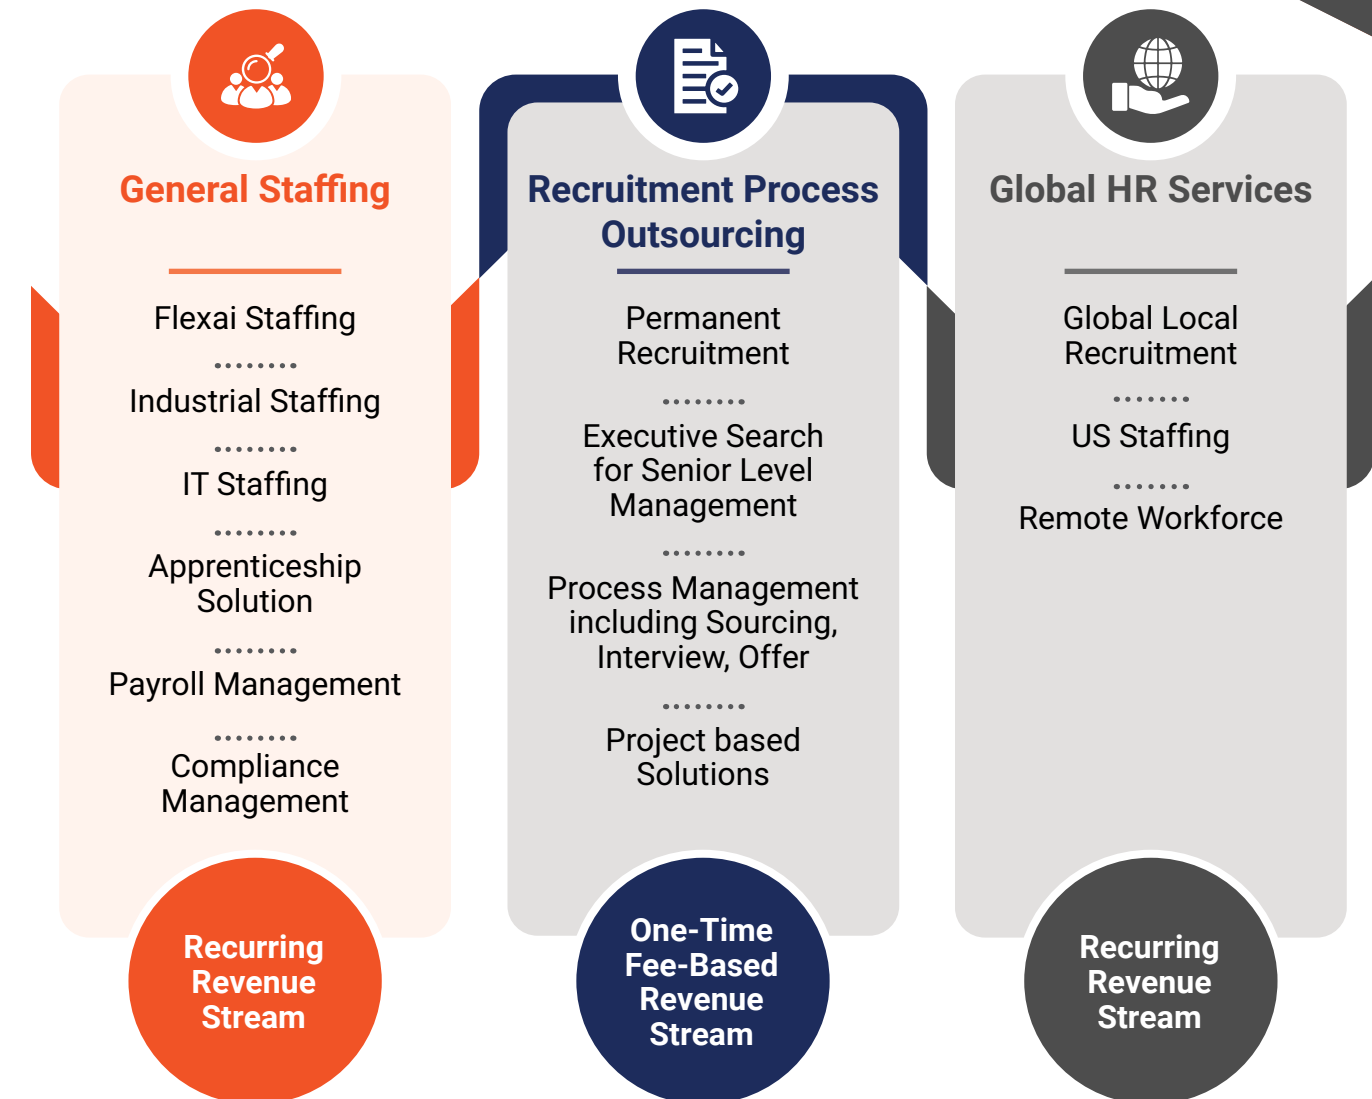 General Staffing
Flexai Staffing
Industrial Staffing
IT Staffing
Apprenticeship
Solution
Payroll Management
Compliance
Management
Recurring
Revenue
Stream
Recruitment Process
Outsourcing
Permanent
Recruitment
Executive Search
for Senior Level
Management
Process Management
including Sourcing,
Interview, Offer
Project based
Solutions
One-Time
Fee-Based
Revenue
Stream
Global HR Services
Global Local
Recruitment
US Staffing
Remote Workforce
Recurring
Revenue
Stream